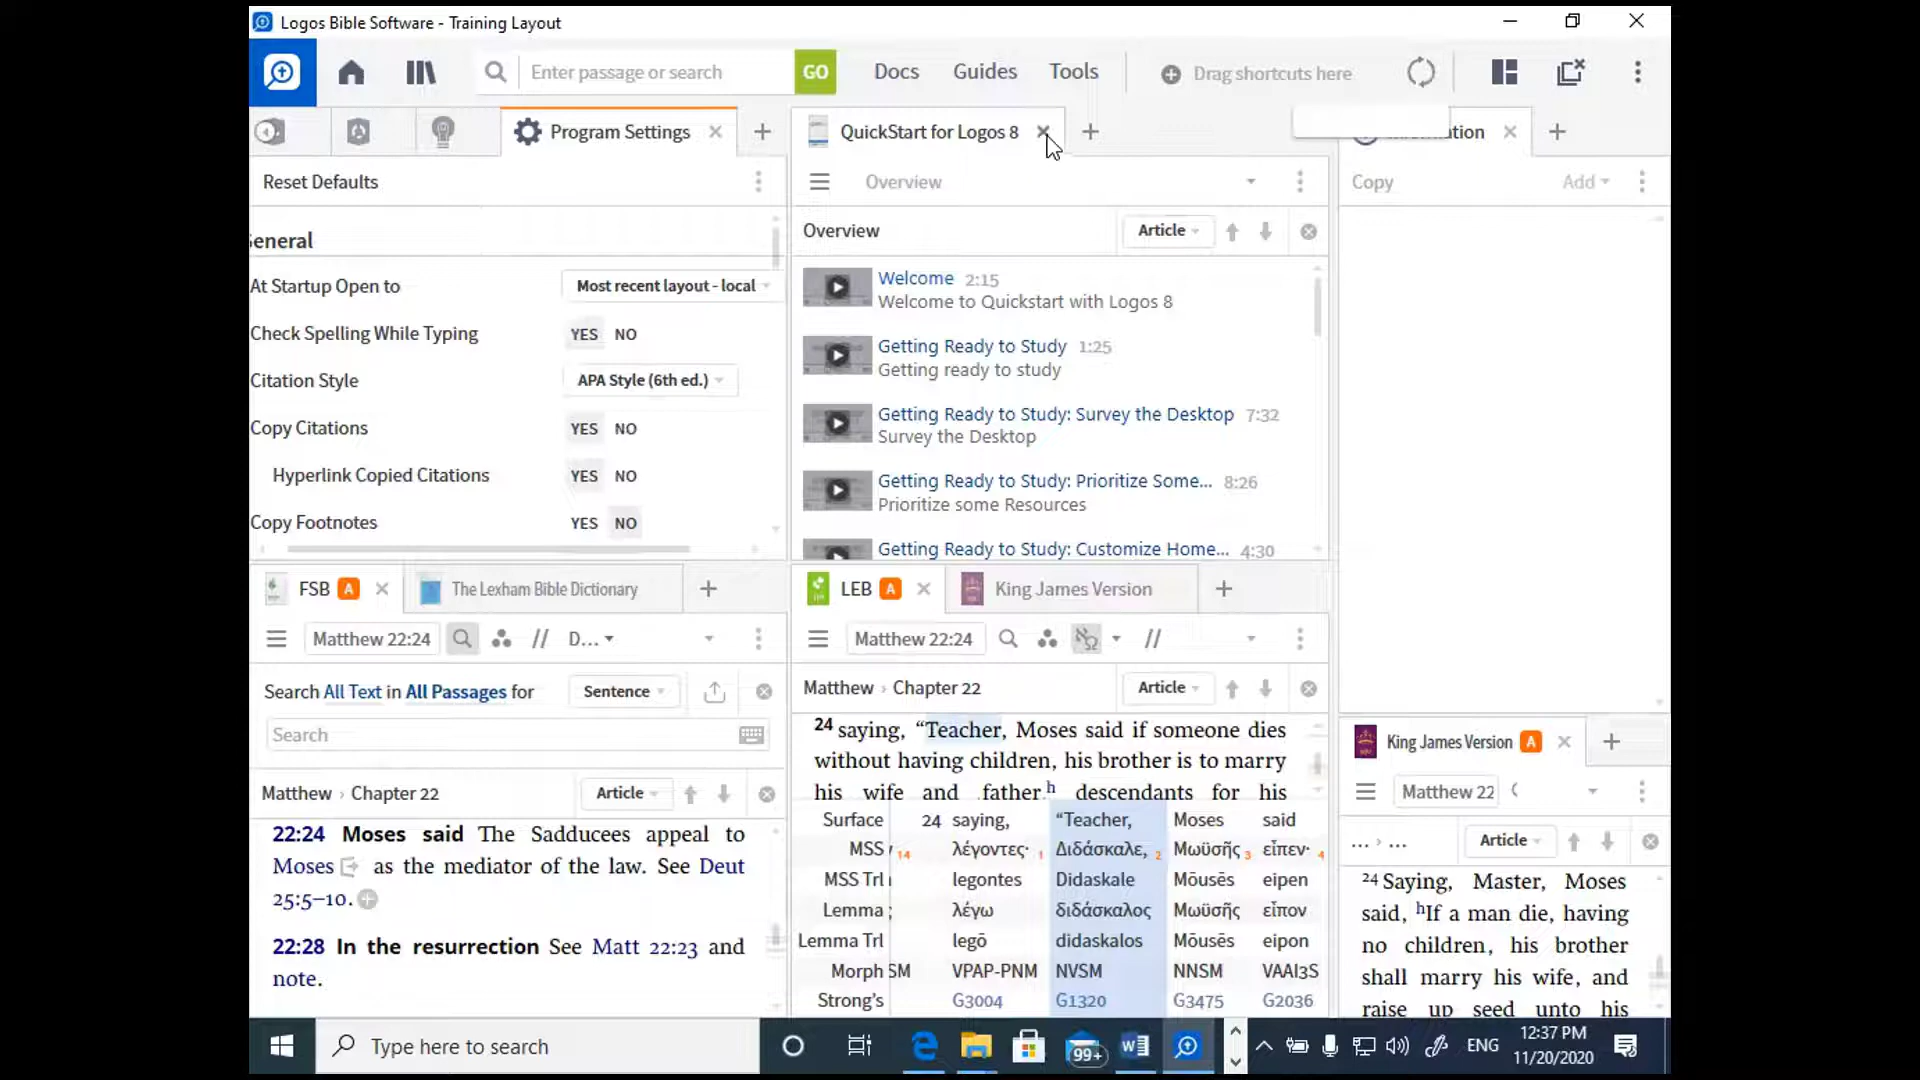 Logos Bible Software - Training Layout
Enter passage or search
GO
Docs
Guides
Tools
Drag shortcuts here
Program Settings
QuickStart for Logos 8
Reset Defaults
General
At Startup Open to
Most recent layout - local
Check Spelling While Typing
YES NO
Citation Style
APA Style (6th ed.)
Copy Citations
YES NO
Hyperlink Copied Citations
YES NO
Copy Footnotes
YES NO
Overview
Overview
Article
Welcome 2:15
Welcome to Quickstart with Logos 8
Getting Ready to Study 1:25
Getting ready to study
Getting Ready to Study: Survey the Desktop 7:32
Survey the Desktop
Getting Ready to Study: Prioritize Some... 8:26
Prioritize some Resources
Getting Ready to Study: Customize Home... 4:30
Copy
Add
FSB A
The Lexham Bible Dictionary
Matthew 22:24
//
D...
Search All Text in All Passages for
Sentence
Search
Matthew › Chapter 22
Article
22:24 Moses said The Sadducees appeal to
Moses as the mediator of the law. See Deut
25:5–10.
22:28 In the resurrection See Matt 22:23 and
note.
LEB A
King James Version
Matthew 22:24
//
Matthew › Chapter 22
Article
24 saying, “Teacher, Moses said if someone dies
without having children, his brother is to marry
his wife and father h descendants for his
Surface 24 saying, “Teacher, Moses said
MSS 14 λέγοντες· 1 Διδάσκαλε, 2 Μωϋσῆς 3 εἶπεν· 4
MSS Trl legontes Didaskale Mōusēs eipen
Lemma ; λέγω διδάσκαλος Μωϋσῆς εἶπον
Lemma Trl legō didaskalos Mōusēs eipon
Morph SM VPAP-PNM NVSM NNSM VAAI3S
Strong's G3004 G1320 G3475 G2036
King James Version A
Matthew 22
... › ...
Article
24 Saying, Master, Moses
said, hIf a man die, having
no children, his brother
shall marry his wife, and
raise up seed unto his
Type here to search
99+
ENG
12:37 PM
11/20/2020